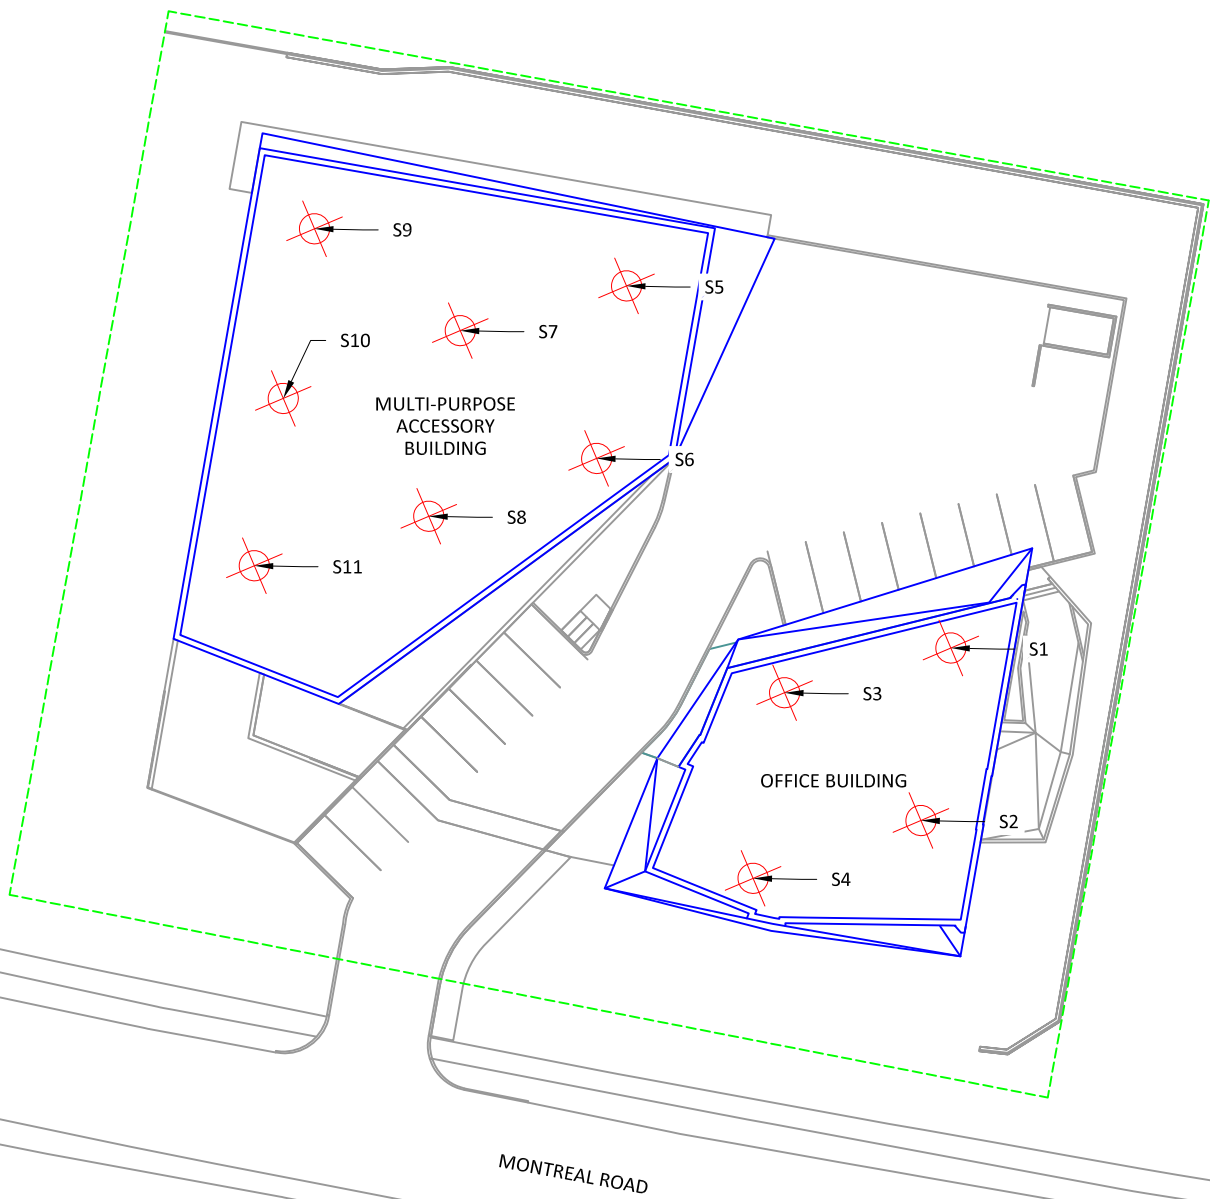 S9
S5
S7
S10
MULTI-PURPOSE
ACCESSORY
BUILDING
S6
S8
S11
S1
S3
OFFICE BUILDING
S2
S4
MONTREAL ROAD